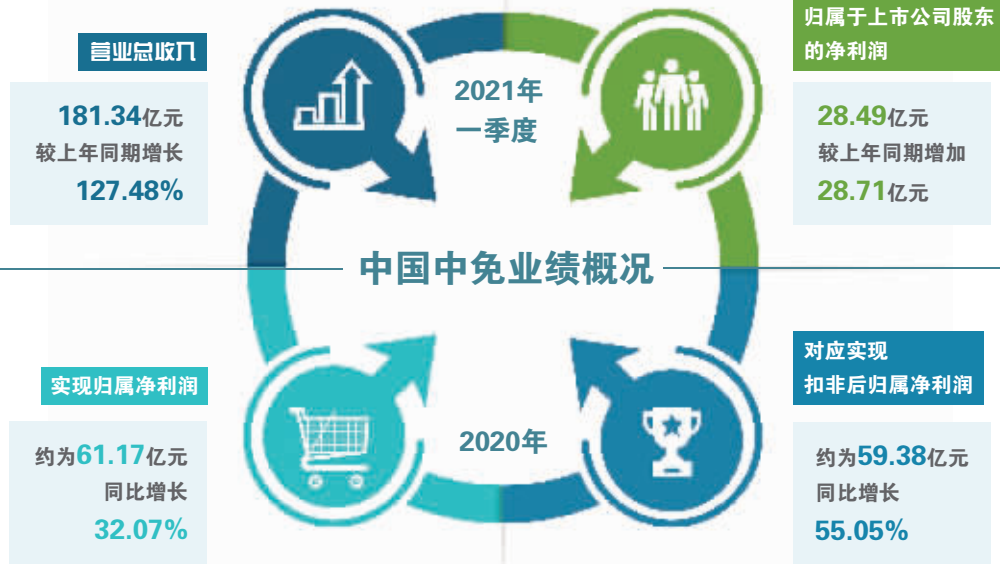 营业总收入
181.34亿元
较上年同期增长
127.48%
2021年
一季度
归属于上市公司股东
的净利润
28.49亿元
较上年同期增加
28.71亿元
中国中免业绩概况
实现归属净利润
约为61.17亿元
同比增长
32.07%
2020年
对应实现
扣非后归属净利润
约为59.38亿元
同比增长
55.05%